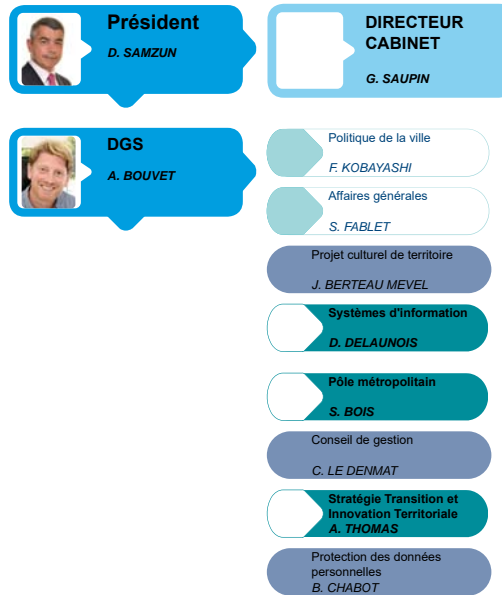 Président
D. SAMZUN
DIRECTEUR
CABINET
G. SAUPIN
DGS
A. BOUVET
Politique de la ville
F. KOBAYASHI
Affaires générales
S. FABLET
Projet culturel de territoire
J. BERTEAU MEVEL
Systèmes d'information
D. DELAUNOIS
Pôle métropolitain
S. BOIS
Conseil de gestion
C. LE DENMAT
Stratégie Transition et
Innovation Territoriale
A. THOMAS
Protection des données
personnelles
B. CHABOT